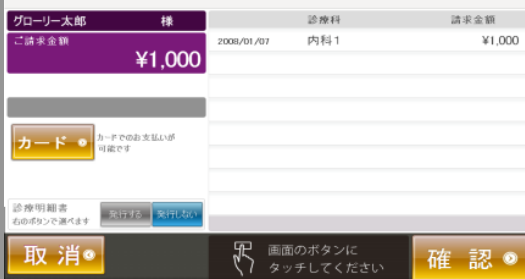 グローリー太郎 様
ご請求金額
¥1,000
カード
カードでのお支払いが
可能です
診療明細書
右のボタンで選べます
発行する
発行しない
診療科 請求金額
2008/01/07 内科1 ¥1,000
取 消
画面のボタンに
タッチしてください
確 認